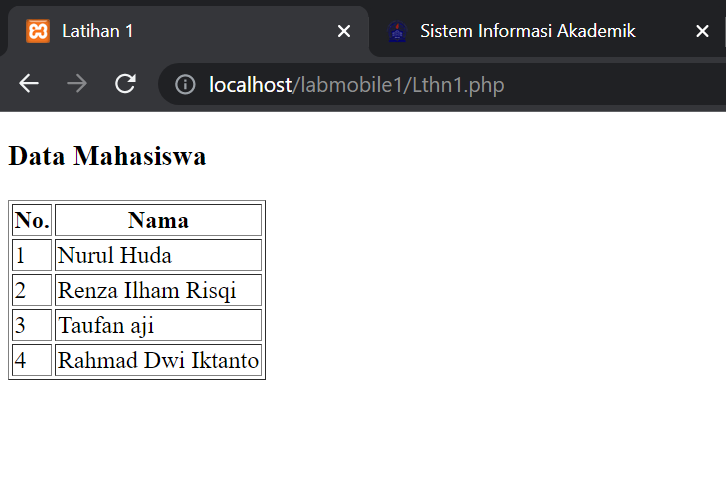 Latihan 1
Sistem Informasi Akademik
localhost/labmobile1/Lthn1.php
Data Mahasiswa
No. Nama
1 Nurul Huda
2 Renza Ilham Risqi
3 Taufan aji
4 Rahmad Dwi Iktanto